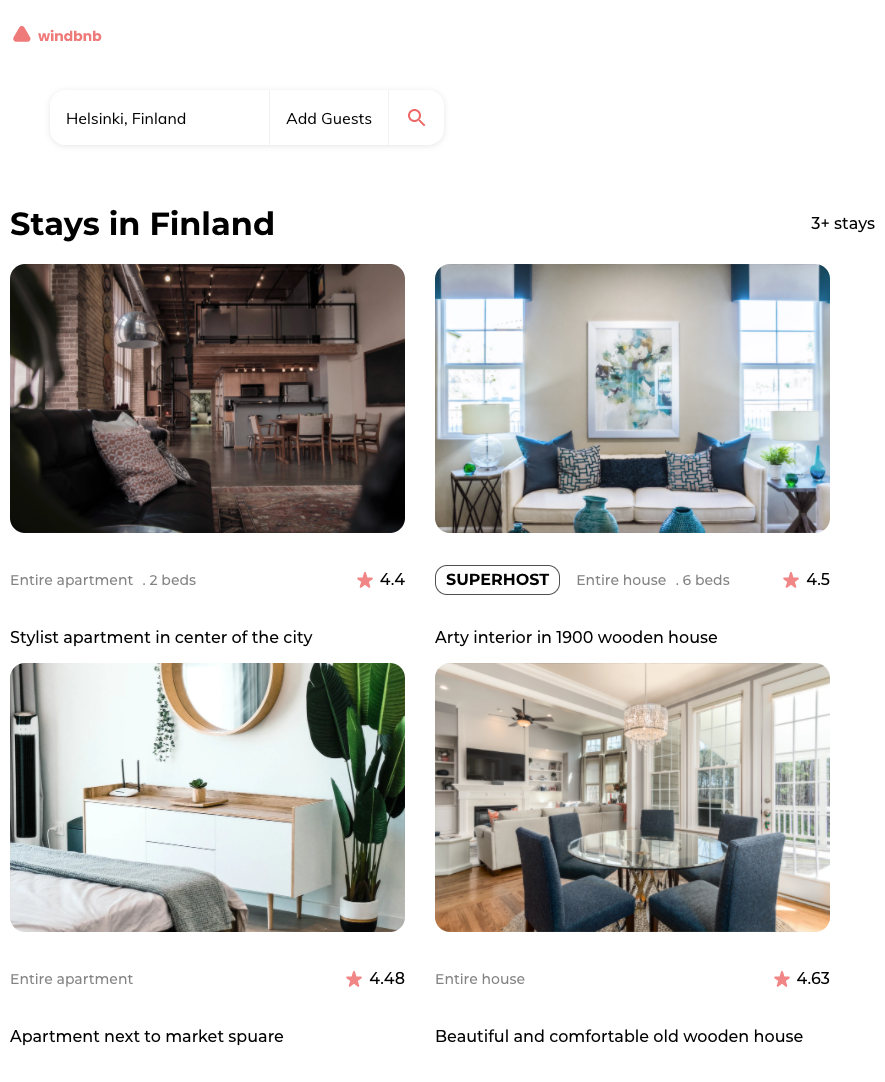 windbnb
Helsinki, Finland Add Guests
Stays in Finland 3+ stays
Entire apartment . 2 beds 4.4
SUPERHOST Entire house . 6 beds 4.5
Stylist apartment in center of the city
Arty interior in 1900 wooden house
Entire apartment 4.48
Entire house 4.63
Apartment next to market spuare
Beautiful and comfortable old wooden house